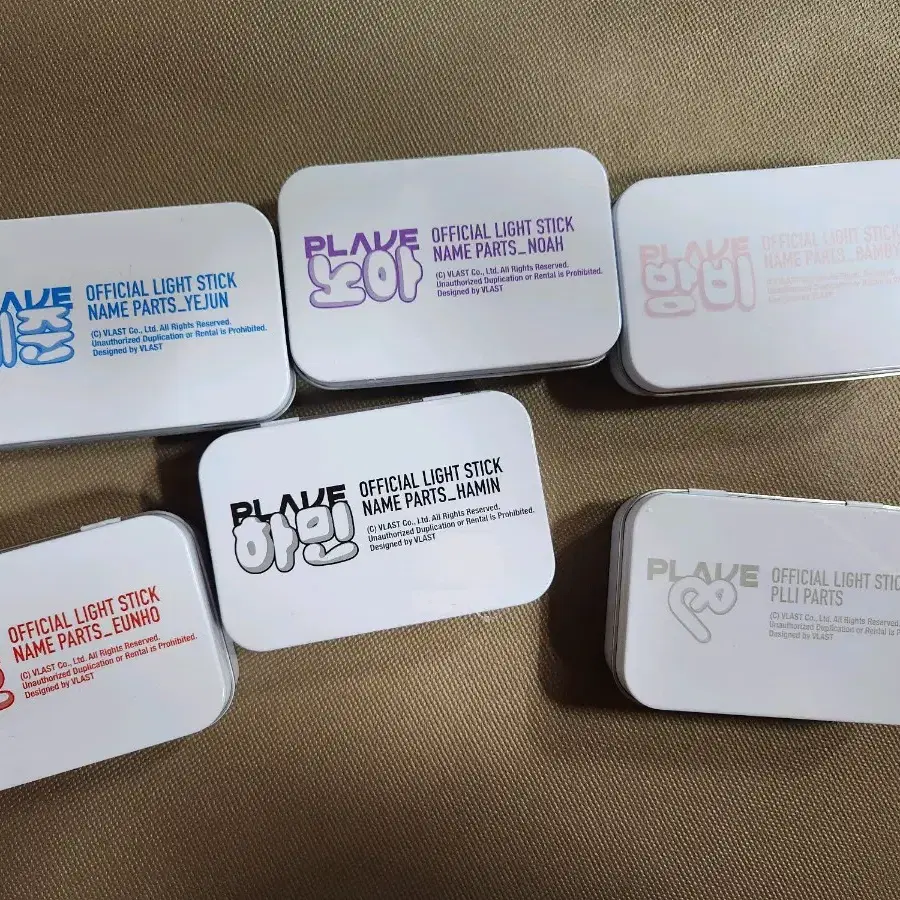 PLAVE
예준
OFFICIAL LIGHT STICK
NAME PARTS_YEJUN
(C) VLAST Co., Ltd. All Rights Reserved.
Unauthorized Duplication or Rental is Prohibited.
Designed by VLAST
PLAVE
노아
OFFICIAL LIGHT STICK
NAME PARTS_NOAH
(C) VLAST Co., Ltd. All Rights Reserved.
Unauthorized Duplication or Rental is Prohibited.
Designed by VLAST
PLAVE
밤비
OFFICIAL LIGHT STICK
NAME PARTS_BAMBY
PLAVE
하민
OFFICIAL LIGHT STICK
NAME PARTS_HAMIN
(C) VLAST Co., Ltd. All Rights Reserved.
Unauthorized Duplication or Rental is Prohibited.
Designed by VLAST
OFFICIAL LIGHT STICK
NAME PARTS_EUNHO
(C) VLAST Co., Ltd. All Rights Reserved.
Unauthorized Duplication or Rental is Prohibited.
Designed by VLAST
PLAVE
OFFICIAL LIGHT STIC
PLLI PARTS
(C) VLAST Co., Ltd. All Rights Reserved.
Unauthorized Duplication or Rental is P
Designed by VLAST